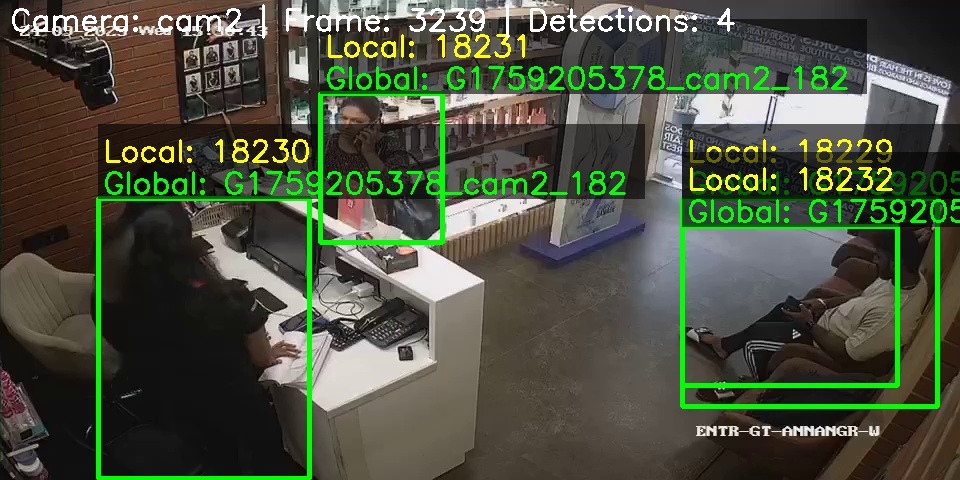 Camera: cam2 | Frame: 3239 | Detections: 4
Local: 18231
Global: G1759205378_cam2_182
Local: 18230
Global: G1759205378_cam2_182
Local: 18229
Local: 18232
Global: G1759205
ENTR-GT-ANNANGR-W